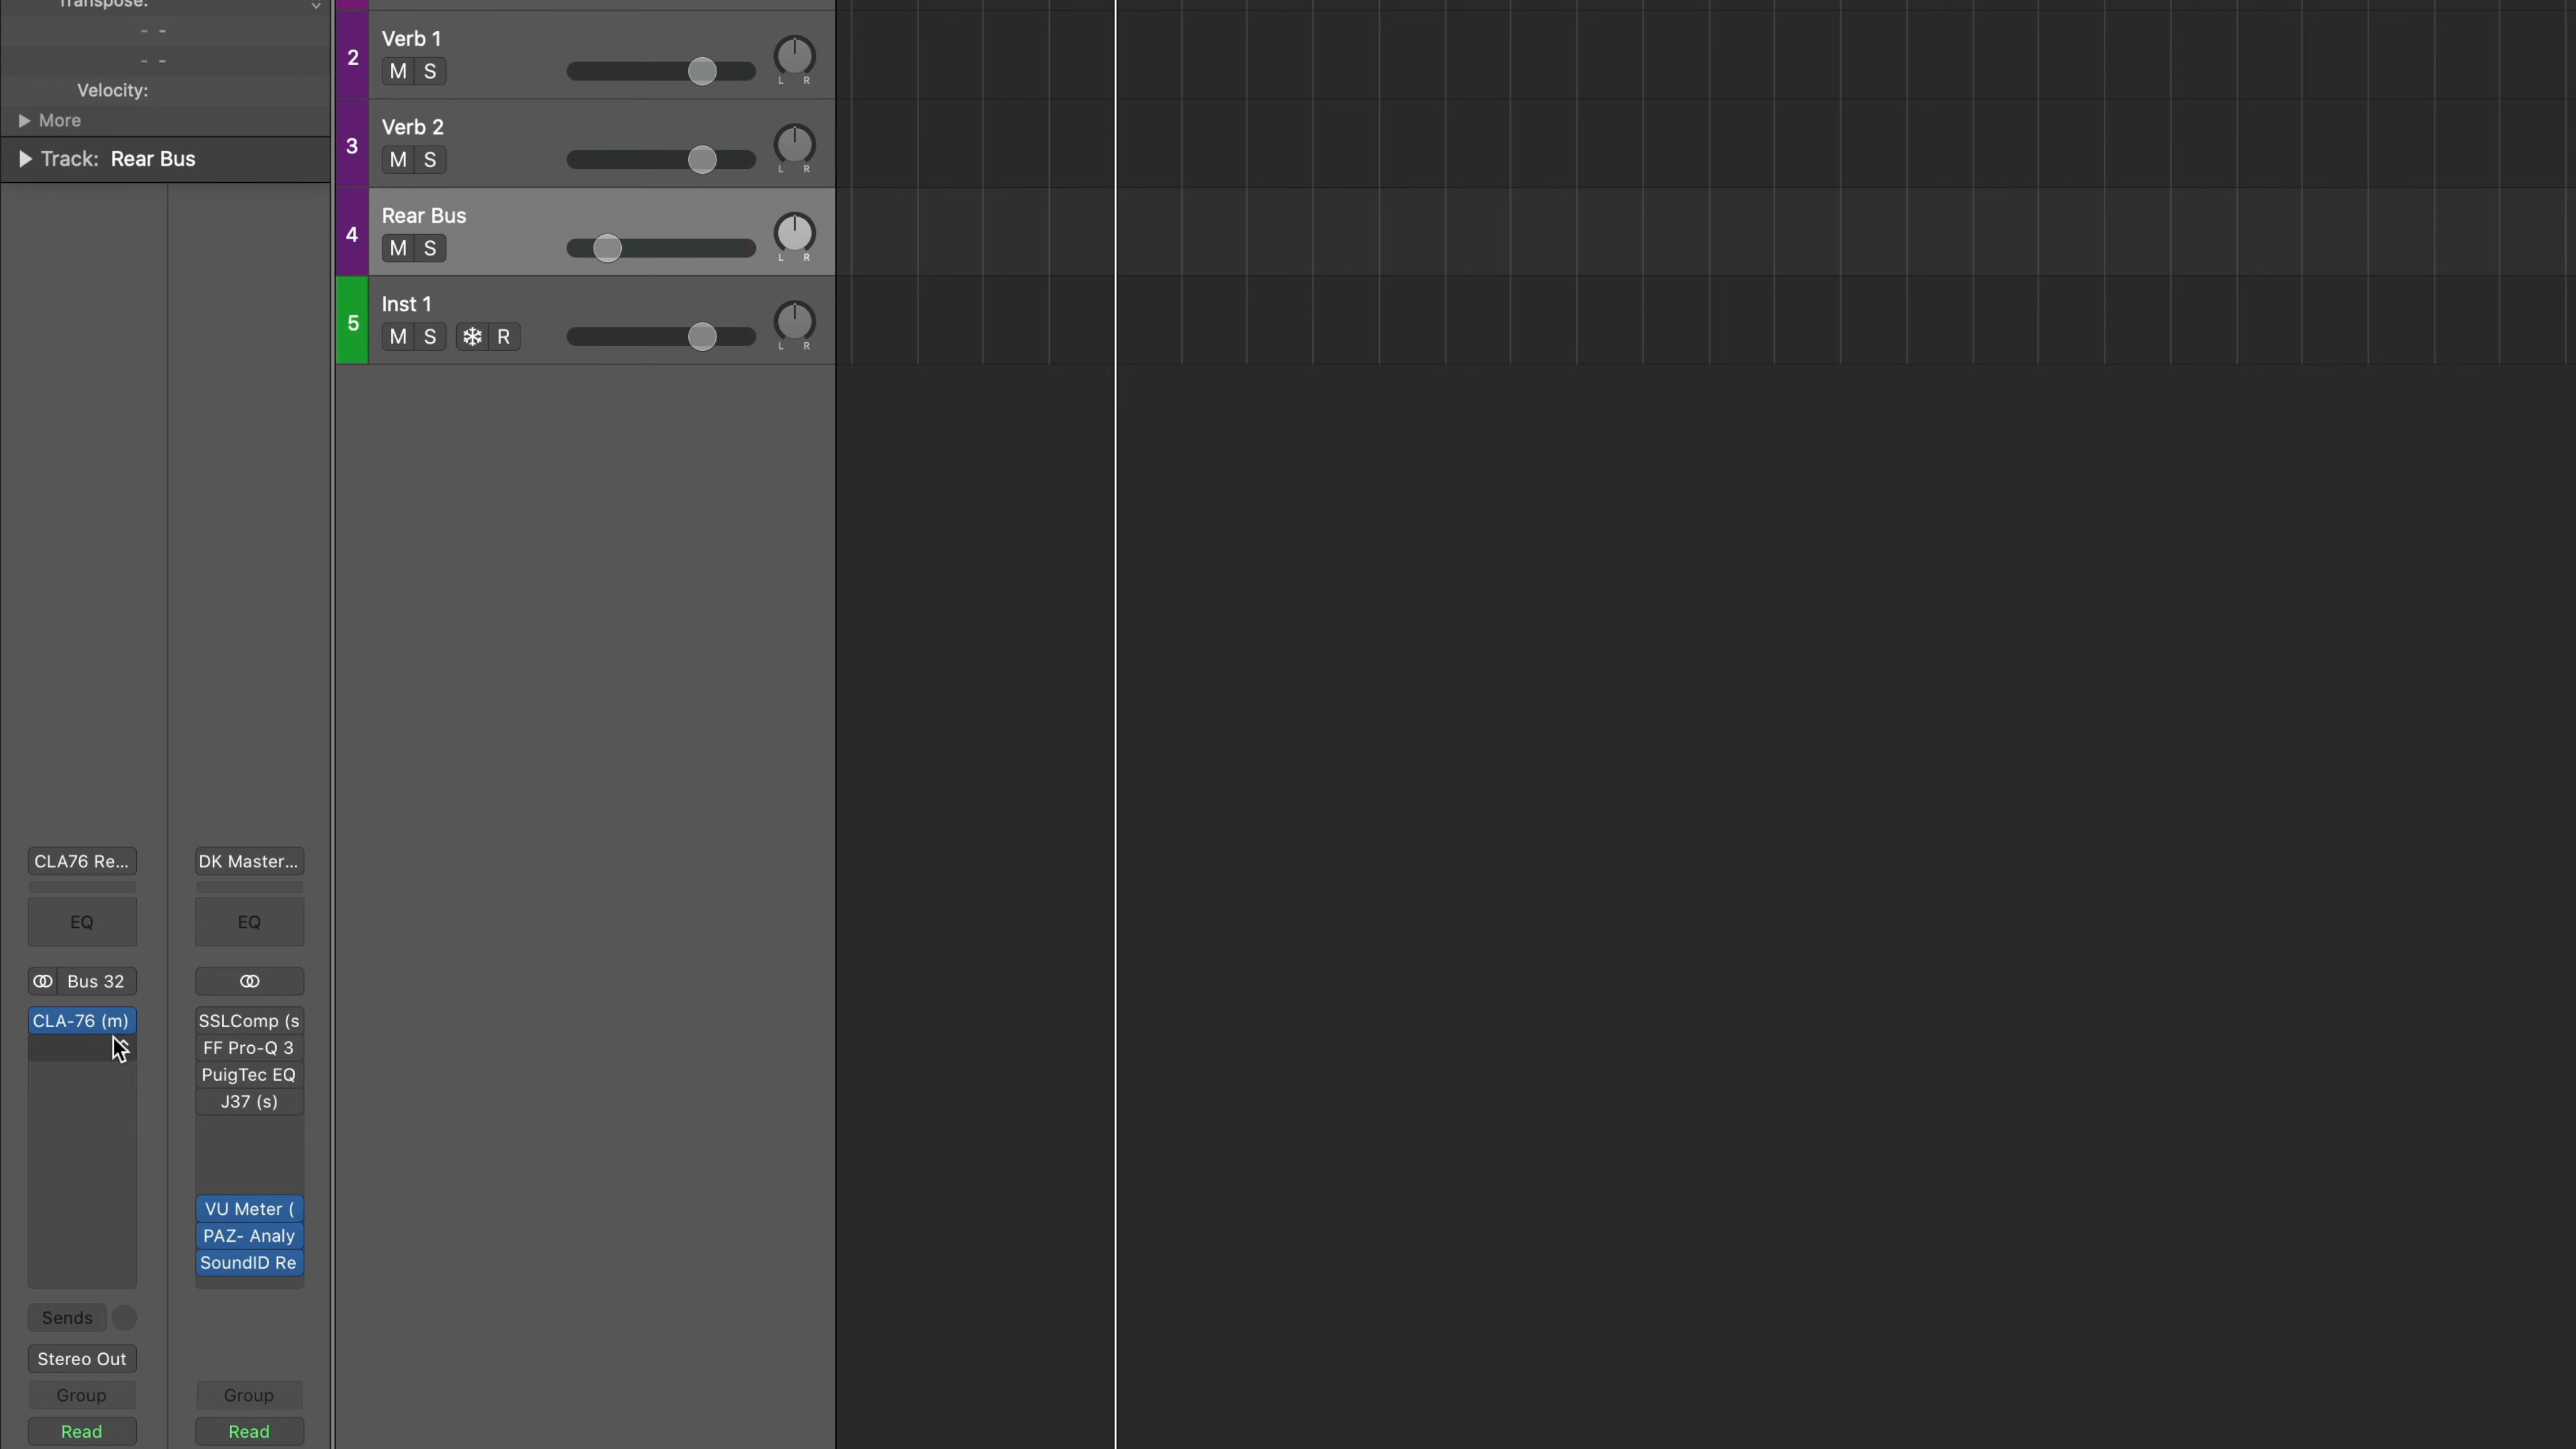 Transpose:
- -
- -
Velocity:
More
Track: Rear Bus
2
Verb 1
M S
L R
3
Verb 2
M S
L R
4
Rear Bus
M S
L R
5
Inst 1
M S R
L R
CLA76 Re...
DK Master...
EQ
EQ
Bus 32
CLA-76 (m)
SSLComp (s
FF Pro-Q 3
PuigTec EQ
J37 (s)
VU Meter (
PAZ- Analy
SoundID Re
Sends
Stereo Out
Group
Group
Read
Read